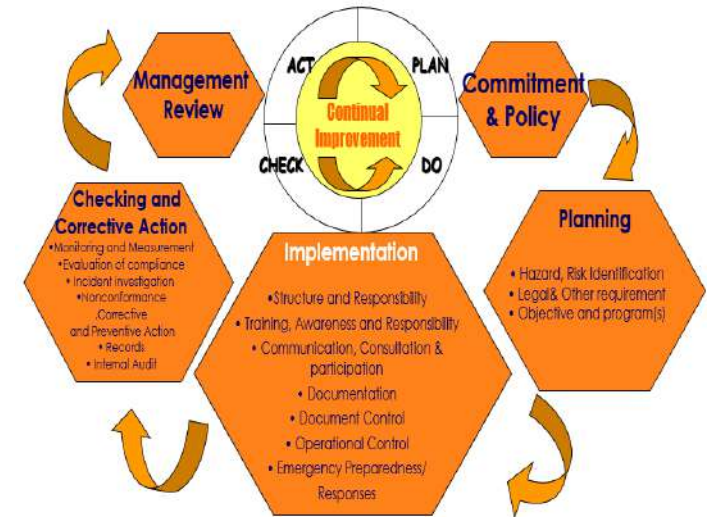 ACT
PLAN
CHECK
DO
Continual
Improvement
Management
Review
Commitment
& Policy
Planning
• Hazard, Risk Identification
• Legal& Other requirement
• Objective and program(s)
Implementation
•Structure and Responsibility
• Training, Awareness and Responsibility
• Communication, Consultation &
participation
• Documentation
• Document Control
• Operational Control
• Emergency Preparedness/
Responses
Checking and
Corrective Action
•Monitoring and Measurement
•Evaluation of compliance
• Incident investigation
•Nonconformance
.Corrective
and Preventive Action
• Records
• Internal Audit